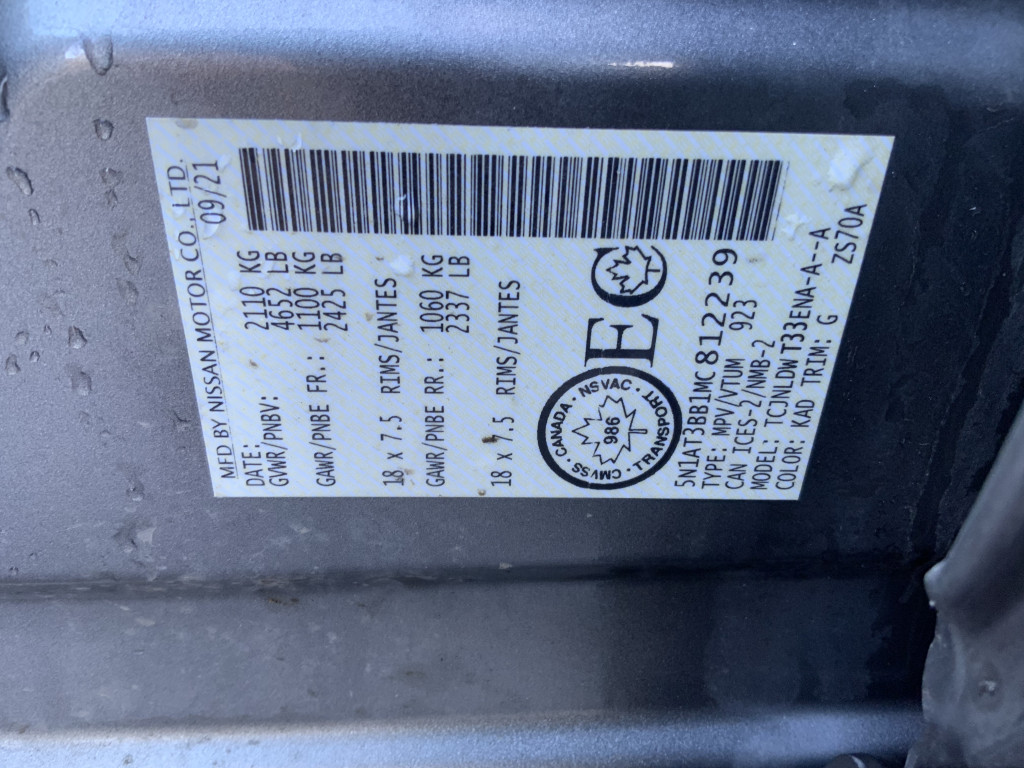 MFD BY NISSAN MOTOR CO., LTD.
DATE: 09/21
GVWR/PNBV: 2110 KG
4652 LB
GAWR/PNBE FR.: 1100 KG
2425 LB
18 x 7.5 RIMS/JANTES
GAWR/PNBE RR.: 1060 KG
2337 LB
18 x 7.5 RIMS/JANTES
CANADA · NSVAC · TRANSPORT · CMVSS
986
EC
5N1AT3BB1MC812239
TYPE: MPV/VTUM 923
CAN ICES-2/NMB-2
MODEL: TCJNLDWT33ENA-A--A
COLOR: KAD TRIM: G ZS70A